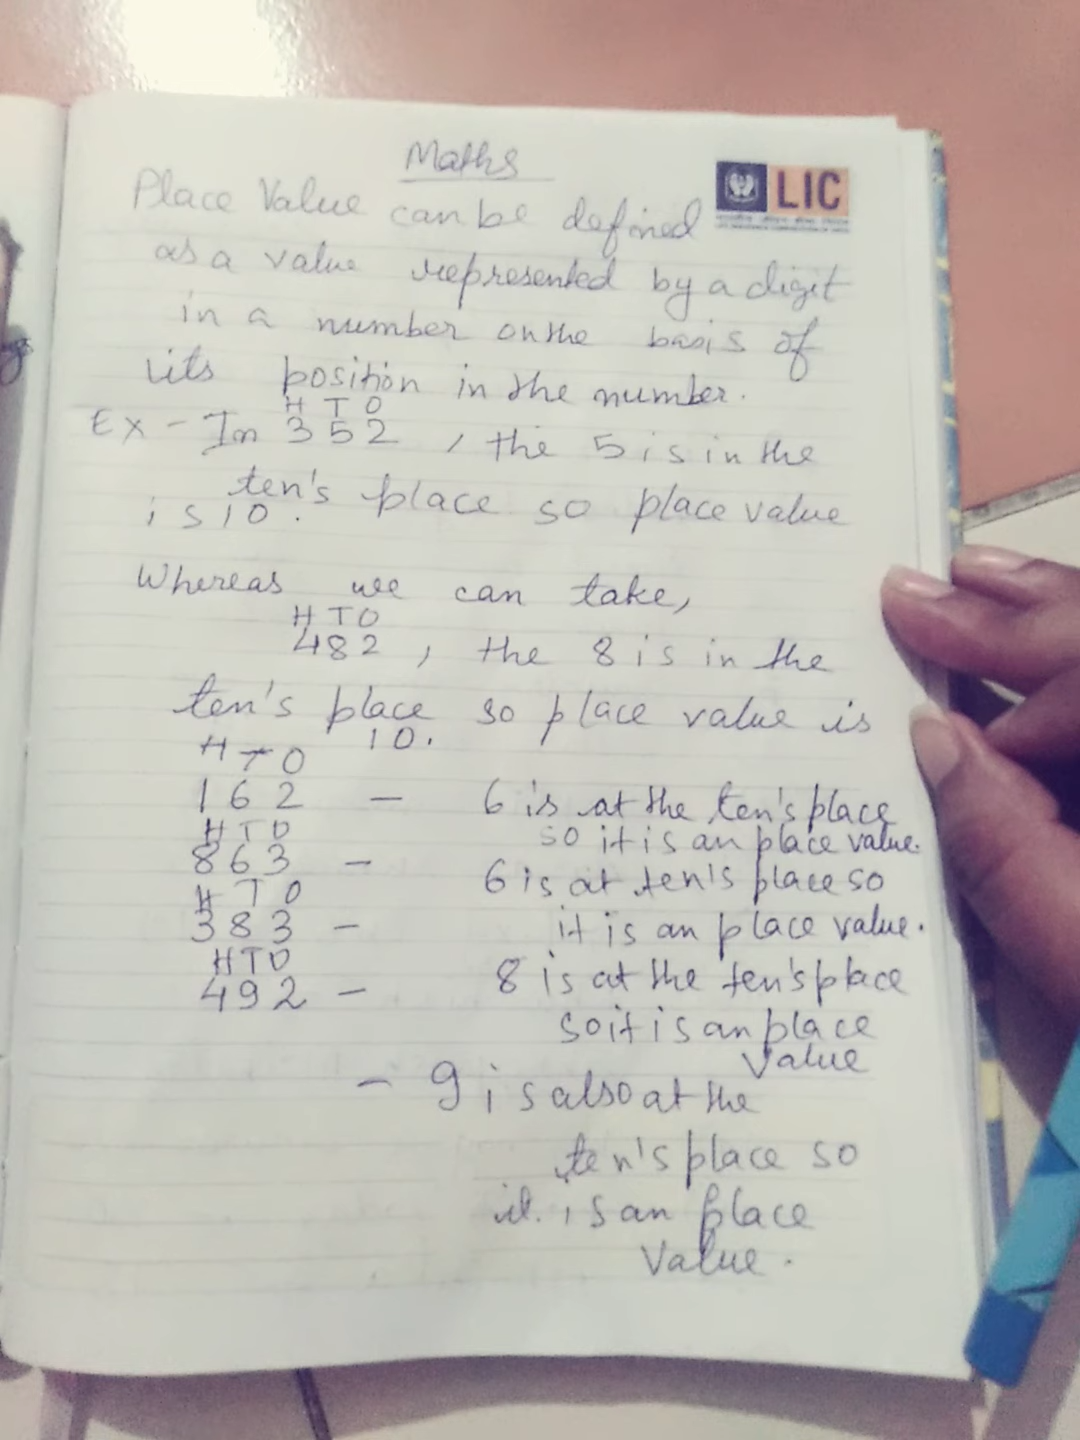 Maths
LIC
Place Value can be defined
as a value represented by a digit
in a number on the basis of
its position in the number.
H T O
Ex - In 352, the 5 is in the
ten's place so place value
is 10.
Whereas we can take,
H T O
482, the 8 is in the
ten's place so place value is
10.
H T O
162 - 6 is at the ten's place
so it is an place value.
H T O
863 - 6 is at ten's place so
H T O
383 - it is an place value.
H T O
492 - 8 is at the ten's place
so it is an place
value
- 9 is also at the
ten's place so
it is an place
value.